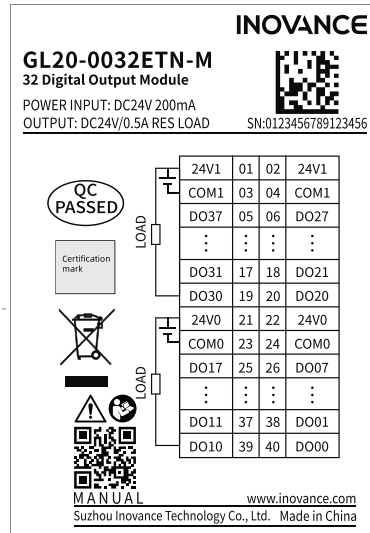 INOVANCE
GL20-0032ETN-M
32 Digital Output Module
POWER INPUT: DC24V 200mA
OUTPUT: DC24V/0.5A RES LOAD
SN:0123456789123456
QC
PASSED
Certification
mark
LOAD
LOAD
24V1 01 02 24V1
COM1 03 04 COM1
DO37 05 06 DO27
⋮ ⋮ ⋮ ⋮
DO31 17 18 DO21
DO30 19 20 DO20
24V0 21 22 24V0
COM0 23 24 COM0
DO17 25 26 DO07
⋮ ⋮ ⋮ ⋮
DO11 37 38 DO01
DO10 39 40 DO00
MANUAL
www.inovance.com
Suzhou Inovance Technology Co., Ltd. Made in China